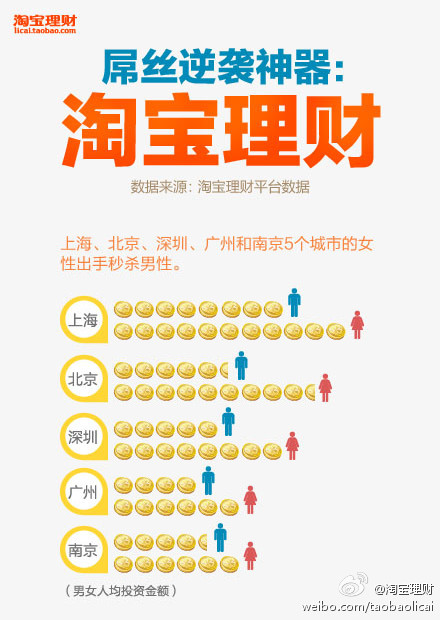 淘宝理财
licai.taobao.com
屌丝逆袭神器:
淘宝理财
数据来源：淘宝理财平台数据
上海、北京、深圳、广州和南京5个城市的女
性出手秒杀男性。
上海
北京
深圳
广州
南京
（男女人均投资金额）
@淘宝理财
weibo.com/taobaolicai